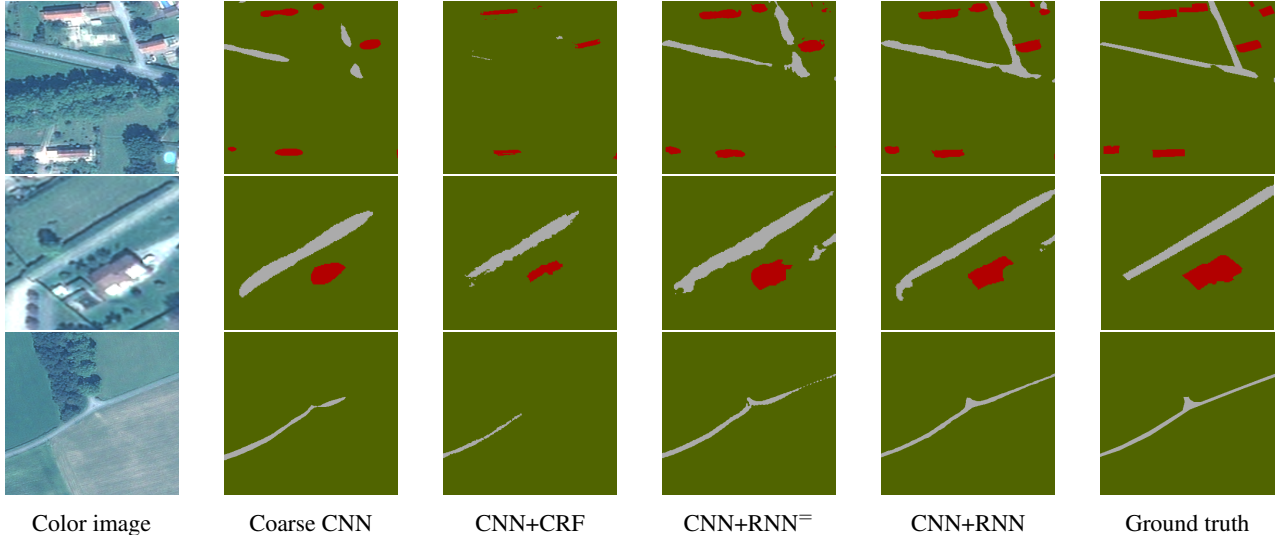 Color image
Coarse CNN
CNN+CRF
CNN+RNN=
CNN+RNN
Ground truth